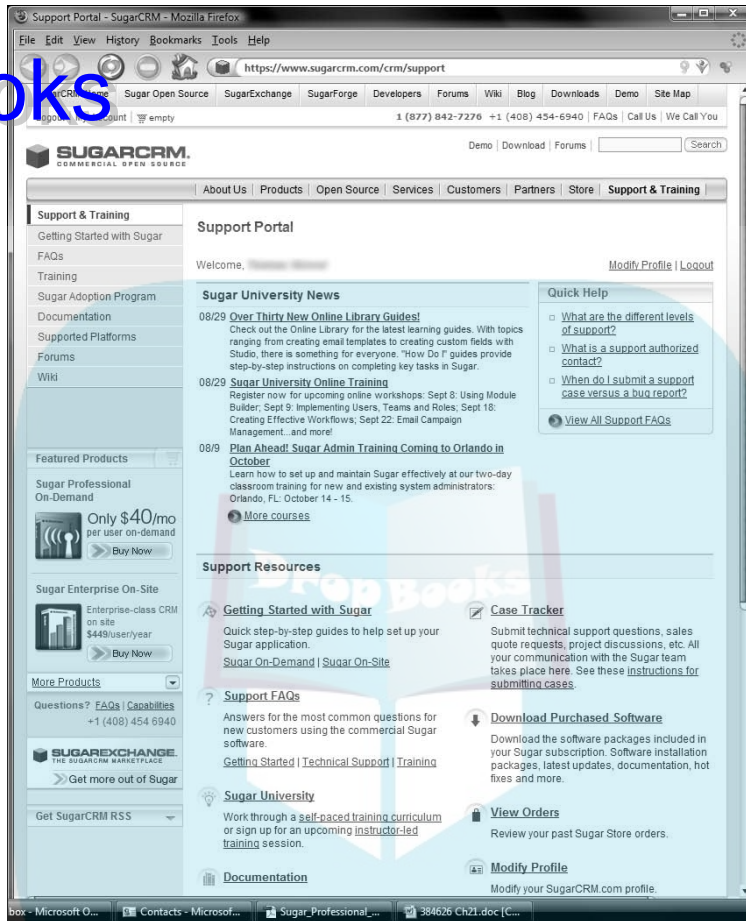 Support Portal - SugarCRM - Mozilla Firefox
File Edit View History Bookmarks Tools Help
https://www.sugarcrm.com/crm/support
oks
Home Sugar Open Source SugarExchange SugarForge Developers Forums Wiki Blog Downloads Demo Site Map
empty
1 (877) 842-7276 +1 (408) 454-6940 | FAQs | Call Us | We Call You
SUGARCRM.
COMMERCIAL OPEN SOURCE
Demo | Download | Forums |
Search
About Us | Products | Open Source | Services | Customers | Partners | Store | Support & Training |
Support & Training
Getting Started with Sugar
FAQs
Training
Sugar Adoption Program
Documentation
Supported Platforms
Forums
Wiki
Featured Products
Sugar Professional
On-Demand
Only $40/mo
per user on-demand
Buy Now
Sugar Enterprise On-Site
Enterprise-class CRM
on site
$449/user/year
Buy Now
More Products
Questions? FAQs | Capabilities
+1 (408) 454 6940
SUGAREXCHANGE.
THE SUGARCRM MARKETPLACE
Get more out of Sugar
Get SugarCRM RSS
Support Portal
Welcome,
Modify Profile | Logout
Sugar University News
08/29 Over Thirty New Online Library Guides!
Check out the Online Library for the latest learning guides. With topics
ranging from creating email templates to creating custom fields with
Studio, there is something for everyone. "How Do I" guides provide
step-by-step instructions on completing key tasks in Sugar.
08/29 Sugar University Online Training
Register now for upcoming online workshops: Sept 8: Using Module
Builder; Sept 9: Implementing Users, Teams and Roles; Sept 18:
Creating Effective Workflows; Sept 22: Email Campaign
Management...and more!
08/9 Plan Ahead! Sugar Admin Training Coming to Orlando in
October
Learn how to set up and maintain Sugar effectively at our two-day
classroom training for new and existing system administrators:
Orlando, FL: October 14 - 15.
More courses
Quick Help
What are the different levels
of support?
What is a support authorized
contact?
When do I submit a support
case versus a bug report?
View All Support FAQs
Support Resources
Drop Books
Getting Started with Sugar
Quick step-by-step guides to help set up your
Sugar application.
Sugar On-Demand | Sugar On-Site
Support FAQs
Answers for the most common questions for
new customers using the commercial Sugar
software.
Getting Started | Technical Support | Training
Sugar University
Work through a self-paced training curriculum
or sign up for an upcoming instructor-led
training session.
Documentation
Case Tracker
Submit technical support questions, sales
quote requests, project discussions, etc. All
your communication with the Sugar team
takes place here. See these instructions for
submitting cases.
Download Purchased Software
Download the software packages included in
your Sugar subscription. Software installation
packages, latest updates, documentation, hot
fixes and more.
View Orders
Review your past Sugar Store orders.
Modify Profile
Modify your SugarCRM.com profile.
box - Microsoft O... Contacts - Microsof... Sugar_Professional_... 384626 Ch21.doc [C...